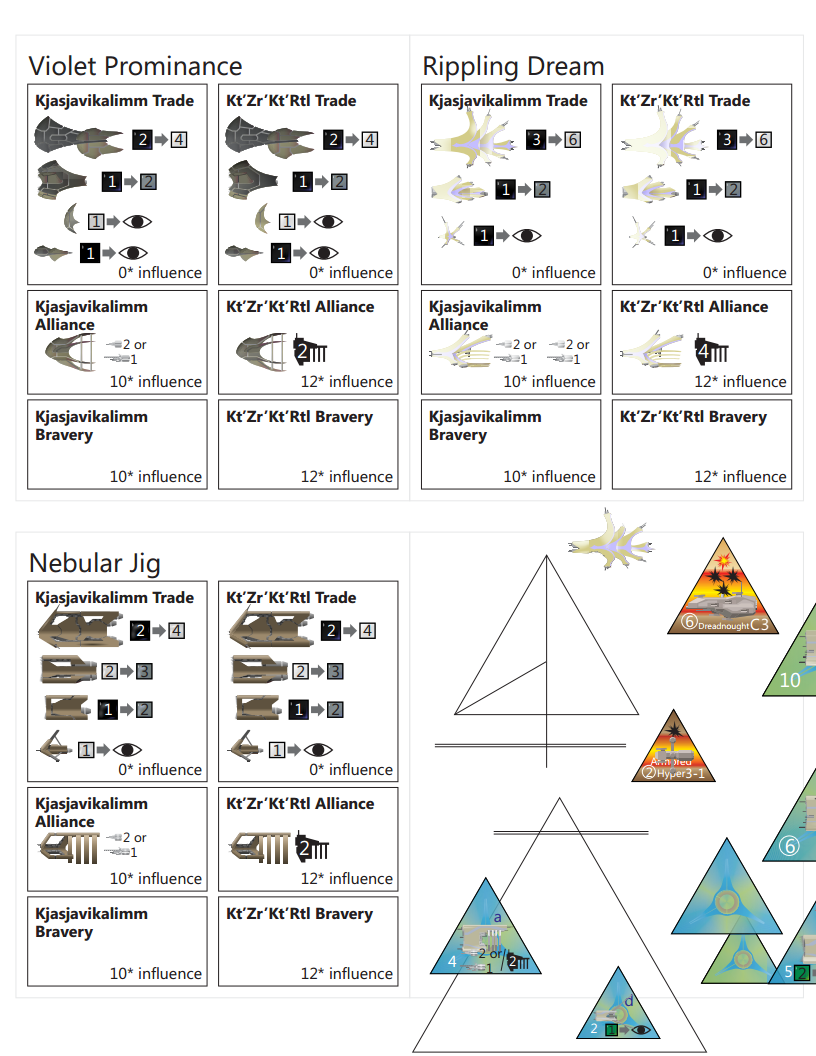 Violet Prominance
Kjasjavikalimm Trade
2 4
1 2
1
1
0* influence
Kt'Zr'Kt'Rtl Trade
2 4
1 2
1
1
0* influence
Kjasjavikalimm
Alliance
2 or
1
10* influence
Kt'Zr'Kt'Rtl Alliance
2
12* influence
Kjasjavikalimm
Bravery
10* influence
Kt'Zr'Kt'Rtl Bravery
12* influence
Rippling Dream
Kjasjavikalimm Trade
3 6
1 2
1
0* influence
Kt'Zr'Kt'Rtl Trade
3 6
1 2
1
0* influence
Kjasjavikalimm
Alliance
2 or 2 or
1 1
10* influence
Kt'Zr'Kt'Rtl Alliance
4
12* influence
Kjasjavikalimm
Bravery
10* influence
Kt'Zr'Kt'Rtl Bravery
12* influence
Nebular Jig
Kjasjavikalimm Trade
2 4
2 3
1 2
1
0* influence
Kt'Zr'Kt'Rtl Trade
2 4
2 3
1 2
1
0* influence
Kjasjavikalimm
Alliance
2 or
1
10* influence
Kt'Zr'Kt'Rtl Alliance
2
12* influence
Kjasjavikalimm
Bravery
10* influence
Kt'Zr'Kt'Rtl Bravery
12* influence
6 Dreadnought C3
10
Armored
2 Hyper3-1
6
a
2 or
4 1 2
5 2
d
2 1